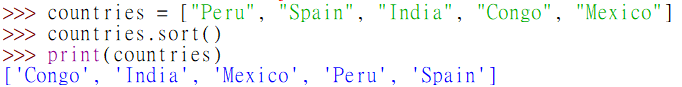 >>> countries = ["Peru", "Spain", "India", "Congo", "Mexico"]
>>> countries.sort()
>>> print(countries)
['Congo', 'India', 'Mexico', 'Peru', 'Spain']